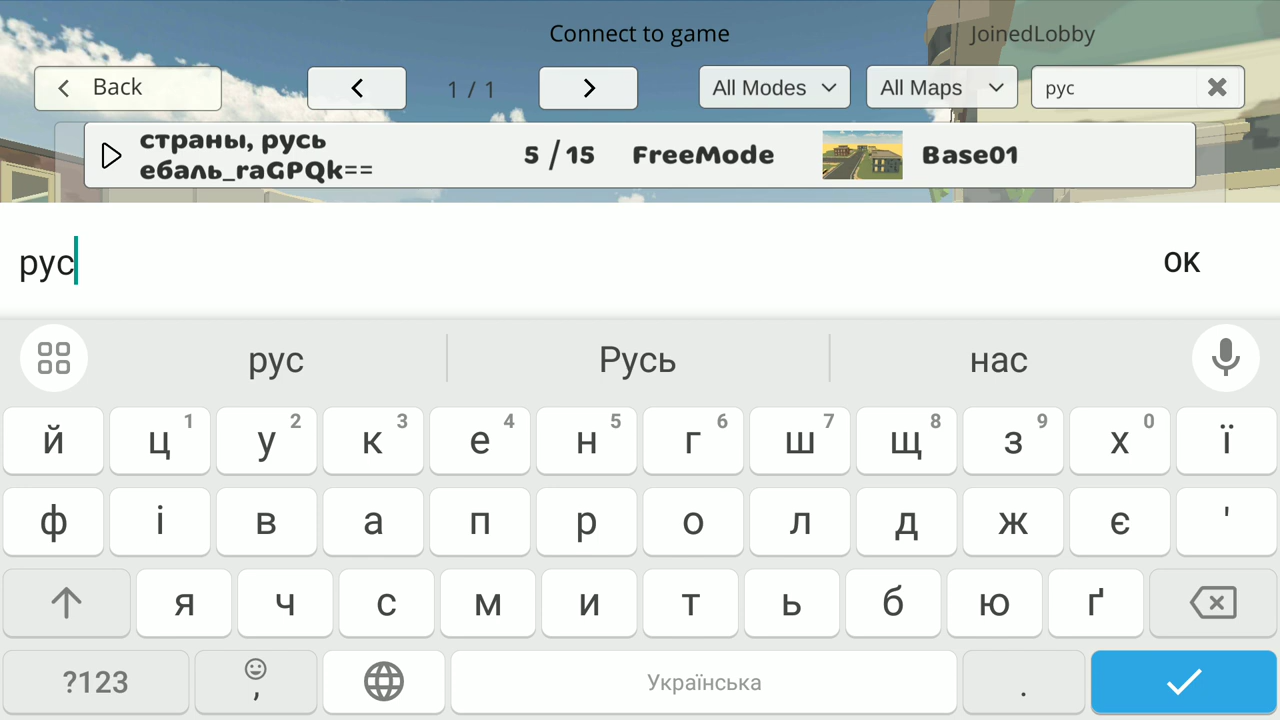 Connect to game
JoinedLobby
Back
1 / 1
All Modes
All Maps
рус
страны, русь
ебаль_raGPQk==
5 / 15
FreeMode
Base01
рус
OK
рус
Русь
нас
й ц 1 у 2 к 3 е 4 н 5 г 6 ш 7 щ 8 з 9 х 0 ї
ф і в а п р о л д ж є '
я ч с м и т ь б ю ґ
?123 , Українська .